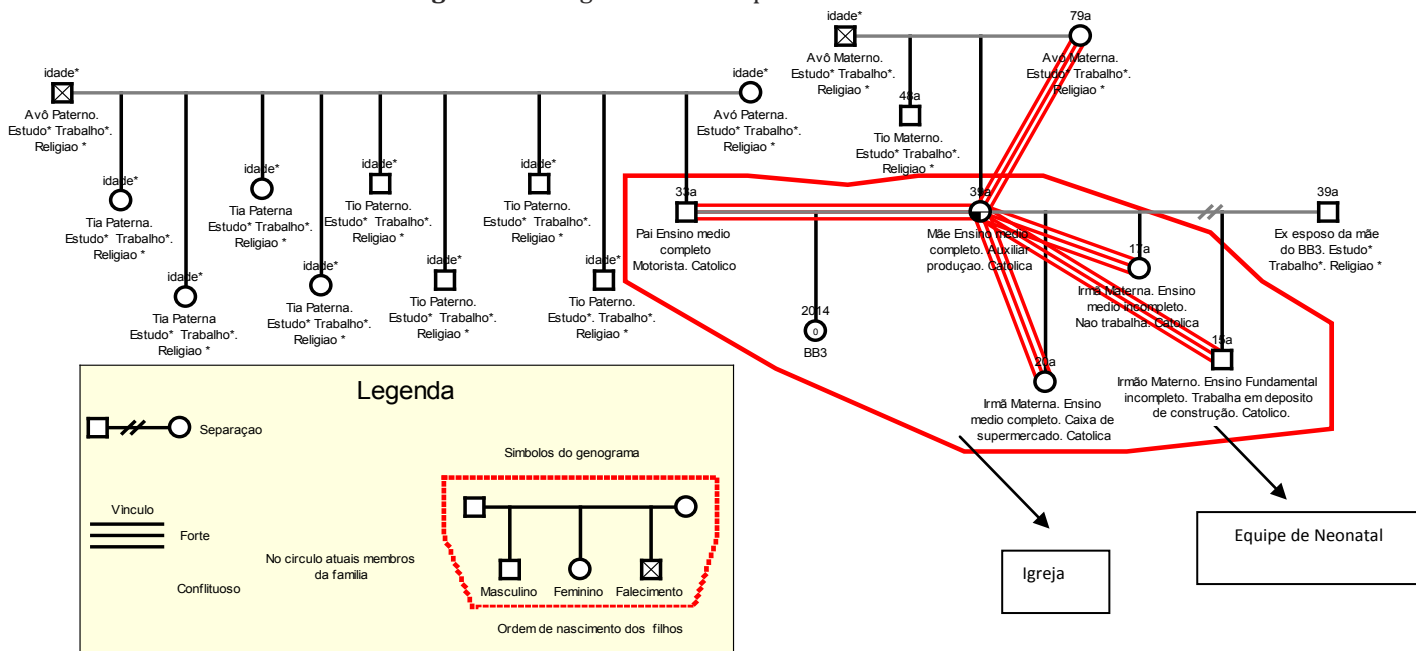 idade*
Avô Paterno.
Estudo* Trabalho*.
Religiao *
idade*
Avó Paterna.
Estudo* Trabalho*.
Religiao *
idade*
Avô Materno.
Estudo* Trabalho*.
Religiao *
79a
Avó Materna.
Estudo* Trabalho*.
Religiao *
48a
Tio Materno.
Estudo* Trabalho*.
Religiao *
idade*
Tia Paterna.
Estudo* Trabalho*.
Religiao *
idade*
Tia Paterna
Estudo* Trabalho*.
Religiao *
idade*
Tia Paterna
Estudo* Trabalho*.
Religiao *
idade*
Tia Paterna.
Estudo* Trabalho*.
Religiao *
idade*
Tio Paterno.
Estudo* Trabalho*.
Religiao *
idade*
Tio Paterno.
Estudo* Trabalho*.
Religiao *
idade*
Tio Paterno.
Estudo* Trabalho*.
Religiao *
idade*
Tio Paterno.
Estudo*. Trabalho*.
Religiao *
33a
Pai Ensino medio
completo
Motorista. Catolico
39a
Mãe Ensino medio
completo. Auxiliar
produçao. Catolica
39a
Ex esposo da mãe
do BB3. Estudo*
Trabalho*. Religiao *
2014
0
BB3
17a
Irmã Materna. Ensino
medio incompleto.
Nao trabalha. Catolica
20a
Irmã Materna. Ensino
medio completo. Caixa de
supermercado. Catolica
15a
Irmão Materno. Ensino Fundamental
incompleto. Trabalha em deposito
de construção. Catolico.
Legenda
Separaçao
Simbolos do genograma
Vinculo
Forte
Conflituoso
No circulo atuais membros
da familia
Masculino Feminino Falecimento
Ordem de nascimento dos filhos
Igreja
Equipe de Neonatal